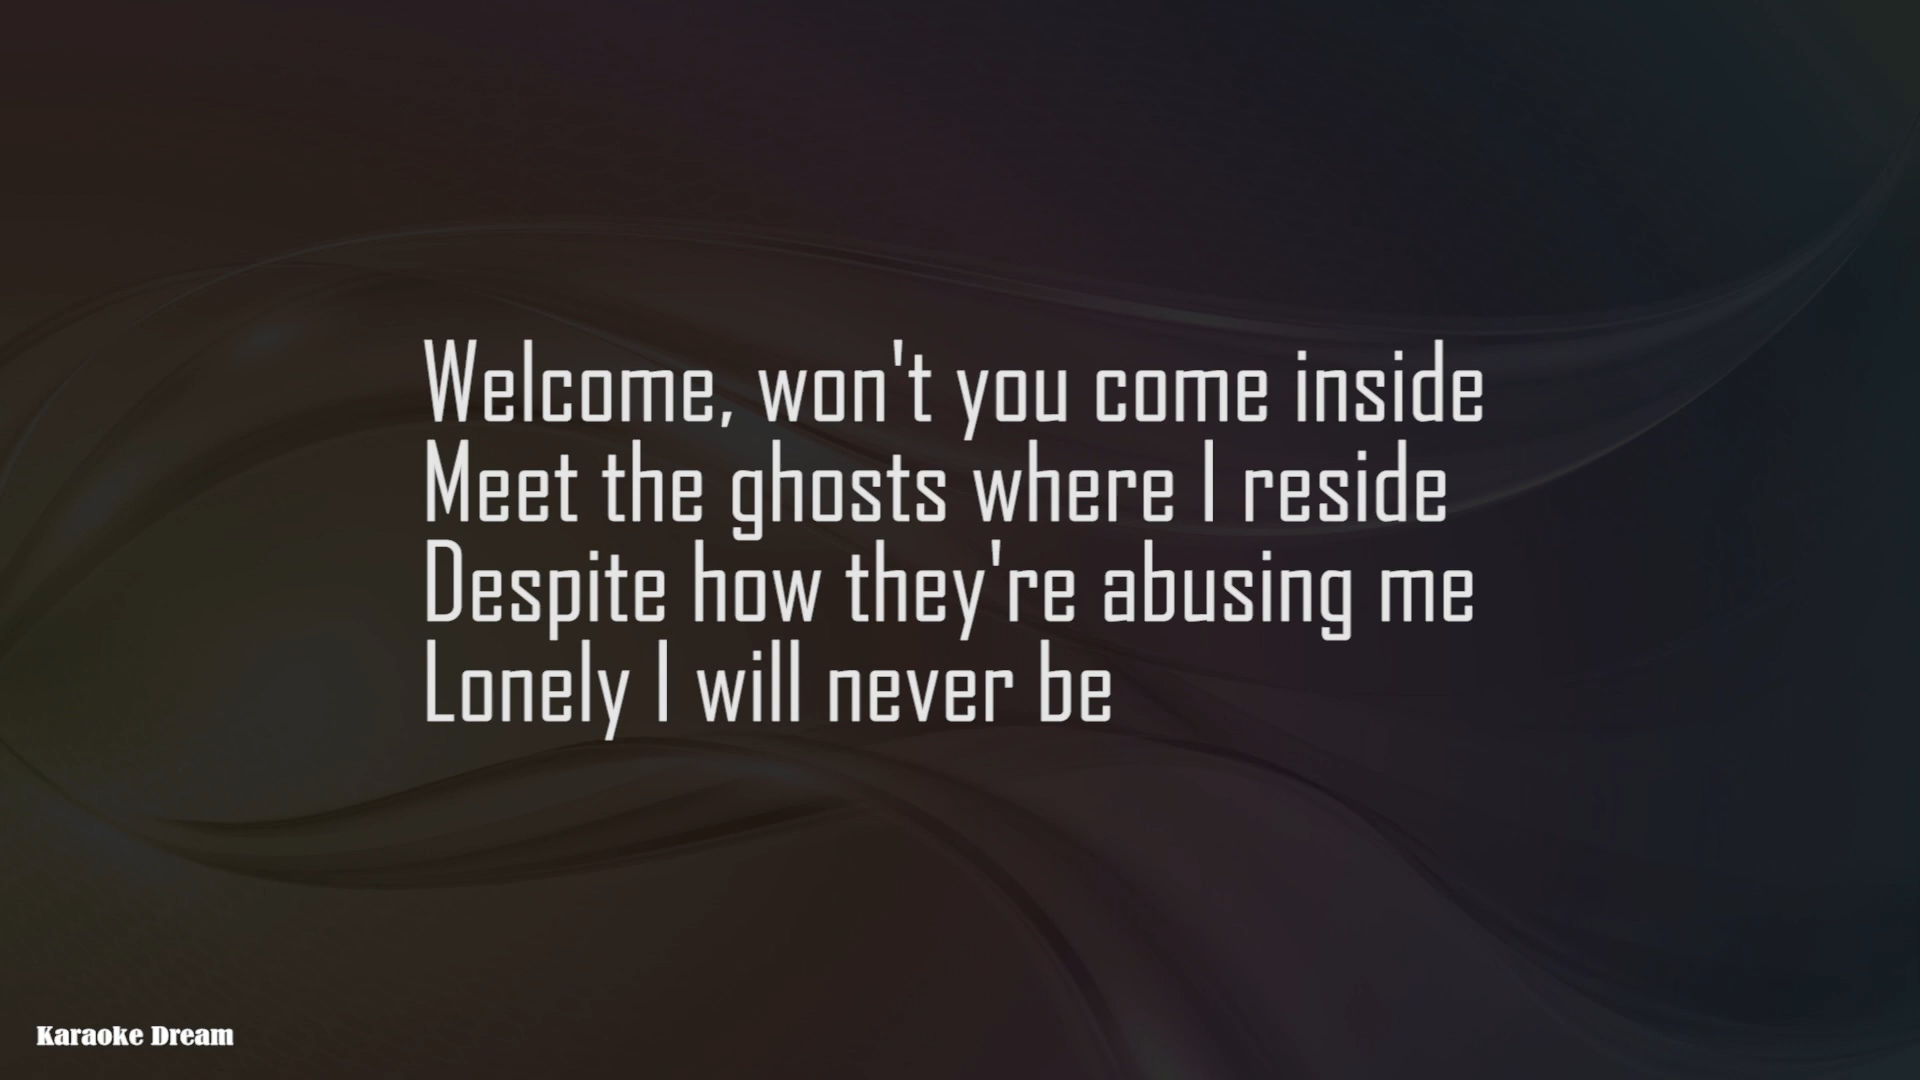 Welcome, won't you come inside
Meet the ghosts where I reside
Despite how they're abusing me
Lonely I will never be
Karaoke Dream